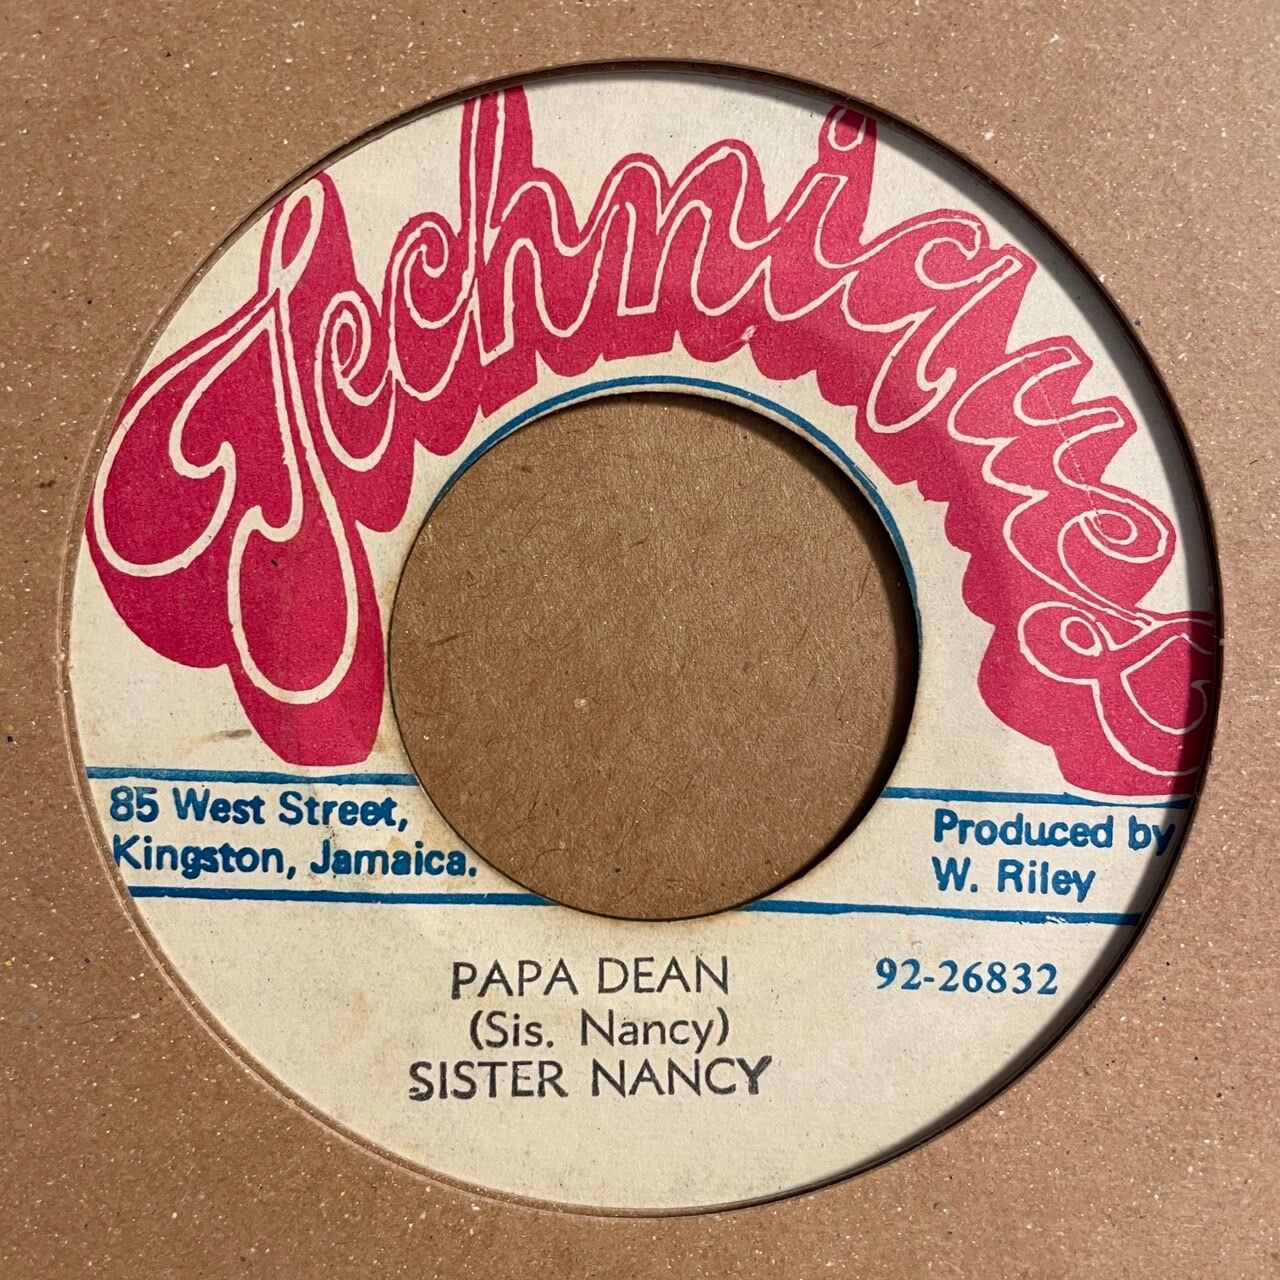 Techniques
85 West Street,
Kingston, Jamaica.
Produced by
W. Riley
PAPA DEAN
92-26832
(Sis. Nancy)
SISTER NANCY